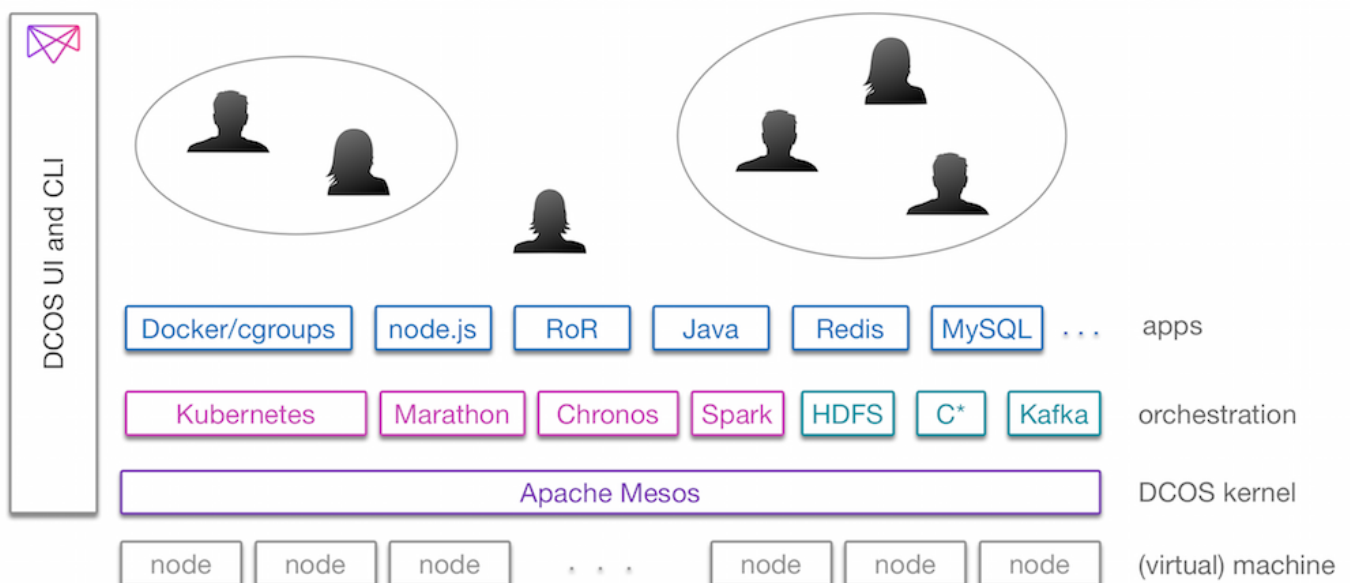 DCOS UI and CLI
Docker/cgroups node.js RoR Java Redis MySQL ... apps
Kubernetes Marathon Chronos Spark HDFS C* Kafka orchestration
Apache Mesos DCOS kernel
node node node ... node node node (virtual) machine